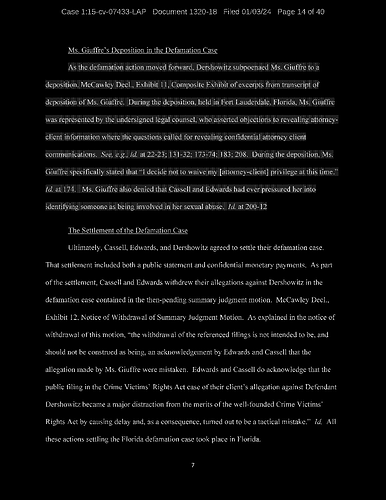 Case 1:15-cv-07433-LAP Document 1320-18 Filed 01/03/24 Page 14 of 40
Ms. Giuffre's Deposition in the Defamation Case
As the defamation action moved forward, Dershowitz subpoenaed Ms. Giuffre to a
deposition. McCawley Decl., Exhibit 11, Composite Exhibit of excerpts from transcript of
deposition of Ms. Giuffre. During the deposition, held in Fort Lauderdale, Florida, Ms. Giuffre
was represented by the undersigned legal counsel, who asserted objections to revealing attorney-
client information where the questions called for revealing confidential attorney client
communications. See, e.g., id. at 22-23; 131-32; 173-74; 183; 208. During the deposition, Ms.
Giuffre specifically stated that "I decide not to waive my [attorney-client] privilege at this time."
Id. at 174. Ms. Giuffre also denied that Cassell and Edwards had ever pressured her into
identifying someone as being involved in her sexual abuse. Id. at 200-12
The Settlement of the Defamation Case
Ultimately, Cassell, Edwards, and Dershowitz agreed to settle their defamation case.
That settlement included both a public statement and confidential monetary payments. As part
of the settlement, Cassell and Edwards withdrew their allegations against Dershowitz in the
defamation case contained in the then-pending summary judgment motion. McCawley Decl.,
Exhibit 12, Notice of Withdrawal of Summary Judgment Motion. As explained in the notice of
withdrawal of this motion, "the withdrawal of the referenced filings is not intended to be, and
should not be construed as being, an acknowledgement by Edwards and Cassell that the
allegation made by Ms. Giuffre were mistaken. Edwards and Cassell do acknowledge that the
public filing in the Crime Victims' Rights Act case of their client's allegation against Defendant
Dershowitz became a major distraction from the merits of the well-founded Crime Victims'
Rights Act by causing delay and, as a consequence, turned out to be a tactical mistake." Id. All
these actions settling the Florida defamation case took place in Florida.
7